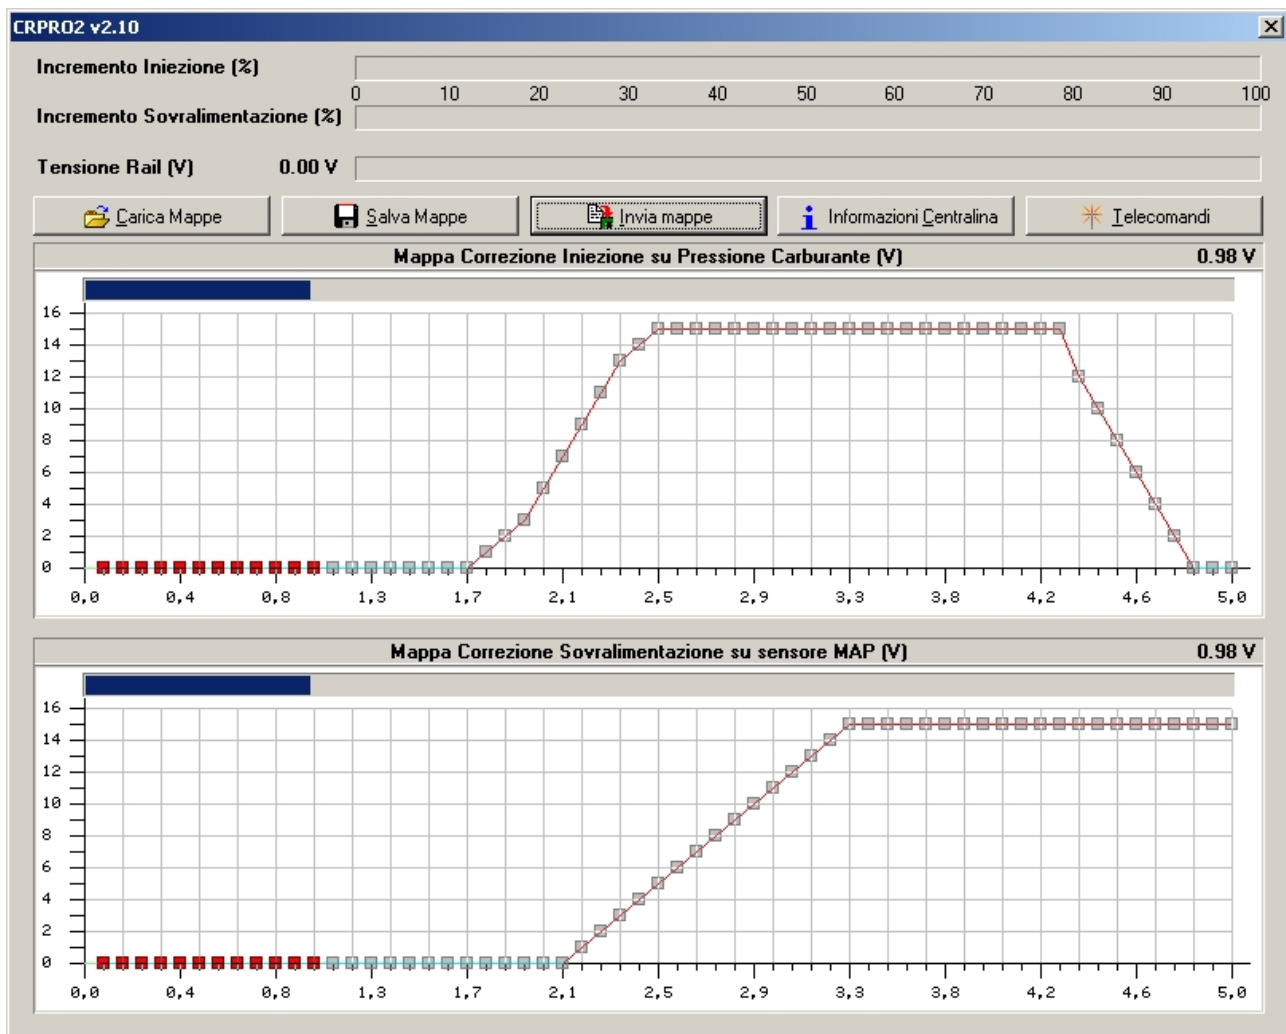 CRPRO2 v2.10
Incremento Iniezione (%)
0 10 20 30 40 50 60 70 80 90 100
Incremento Sovralimentazione (%)
Tensione Rail (V) 0.00 V
Carica Mappe Salva Mappe Invia mappe Informazioni Centralina Telecomandi
Mappa Correzione Iniezione su Pressione Carburante (V) 0.98 V
16
14
12
10
8
6
4
2
0
0,0 0,4 0,8 1,3 1,7 2,1 2,5 2,9 3,3 3,8 4,2 4,6 5,0
Mappa Correzione Sovralimentazione su sensore MAP (V) 0.98 V
16
14
12
10
8
6
4
2
0
0,0 0,4 0,8 1,3 1,7 2,1 2,5 2,9 3,3 3,8 4,2 4,6 5,0